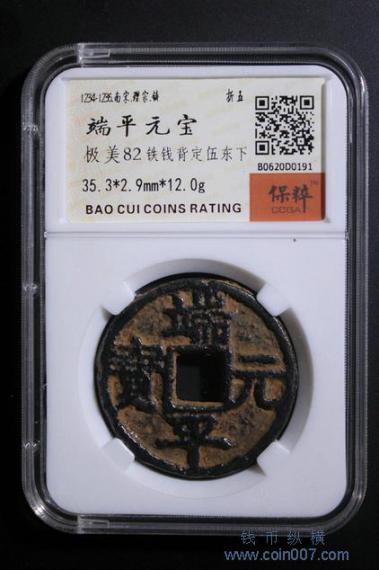 1234-1236.南宋.理宗.铸
折五
端平元宝
极美82 铁钱背定伍东下
35.3*2.9mm*12.0g
BAO CUI COINS RATING
B0620D0191
保粹
CCGA
端
寳 元
平
钱币纵横
www.coin007.com